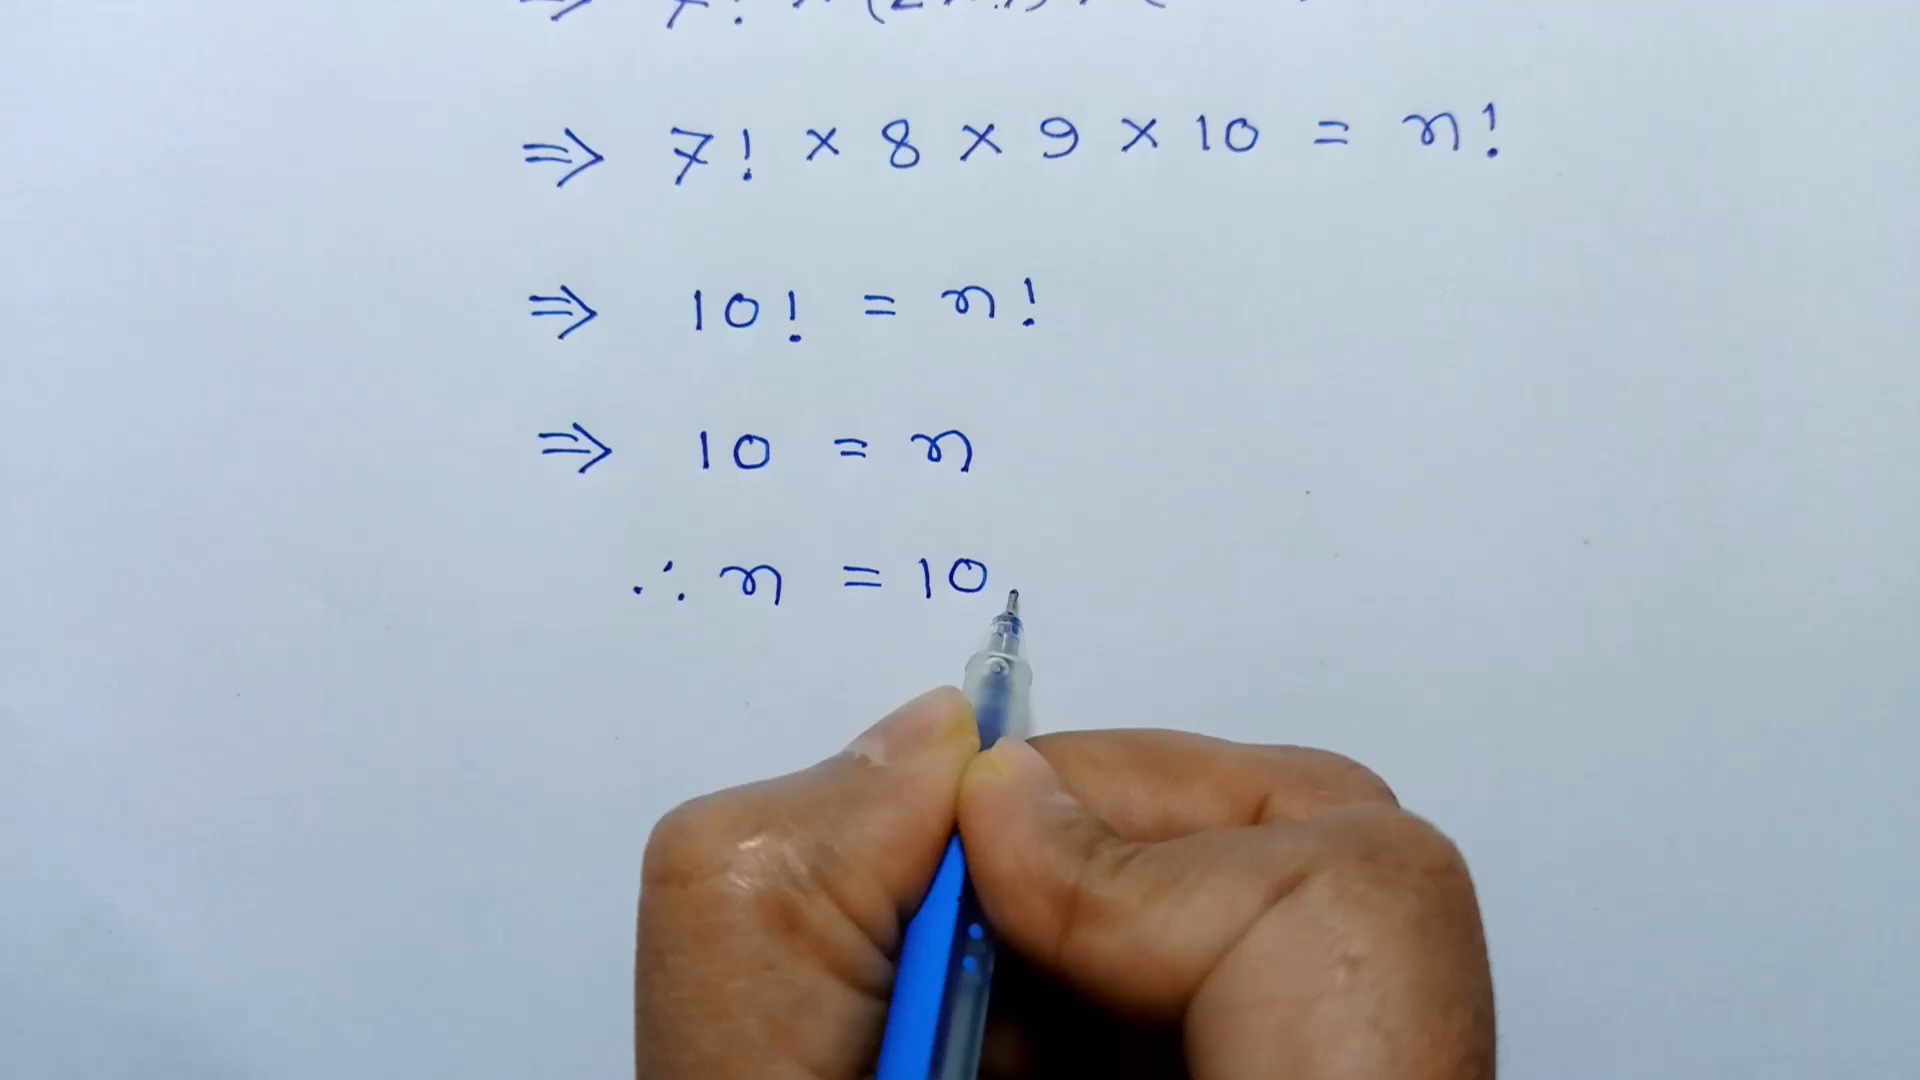 ⇒ 7! × 8 × 9 × 10 = n!
⇒ 10! = n!
⇒ 10 = n
∴ n = 10